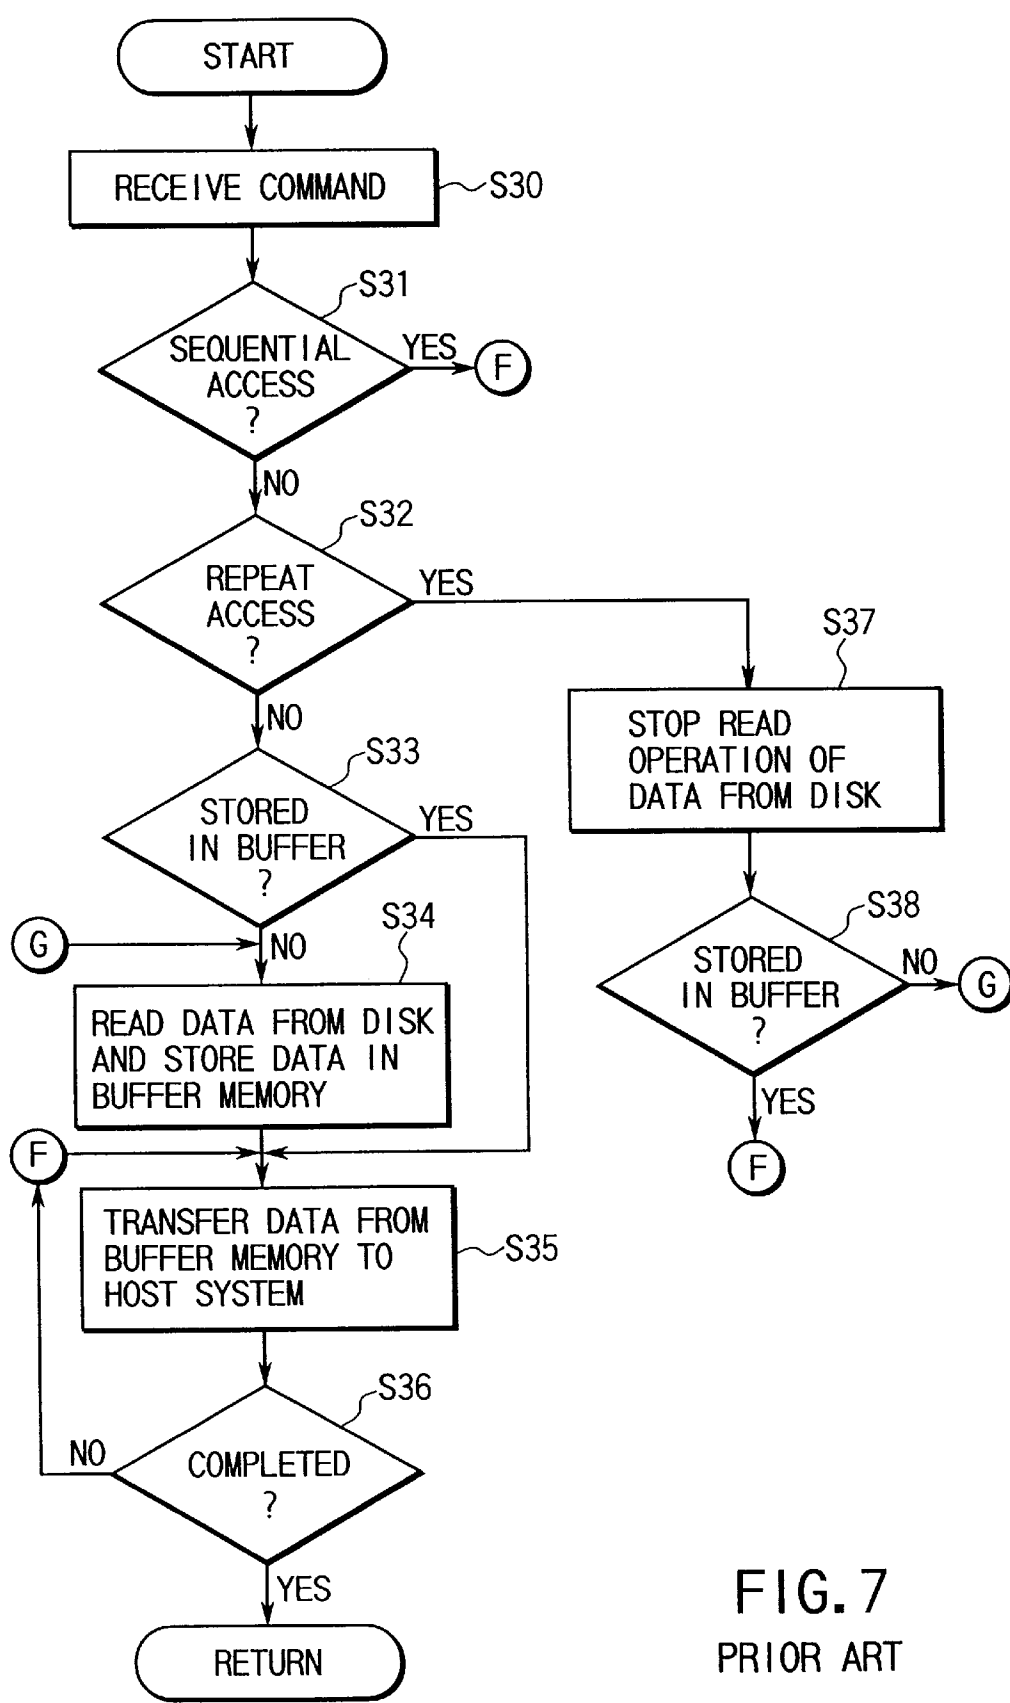 START
RECEIVE COMMAND
S30
S31
SEQUENTIAL
ACCESS
?
YES
F
NO
S32
REPEAT
ACCESS
?
YES
S37
STOP READ
OPERATION OF
DATA FROM DISK
NO
S33
STORED
IN BUFFER
?
YES
S38
STORED
IN BUFFER
?
NO
G
YES
F
G
NO
S34
READ DATA FROM DISK
AND STORE DATA IN
BUFFER MEMORY
F
TRANSFER DATA FROM
BUFFER MEMORY TO
HOST SYSTEM
S35
S36
COMPLETED
?
NO
YES
RETURN
FIG. 7
PRIOR ART